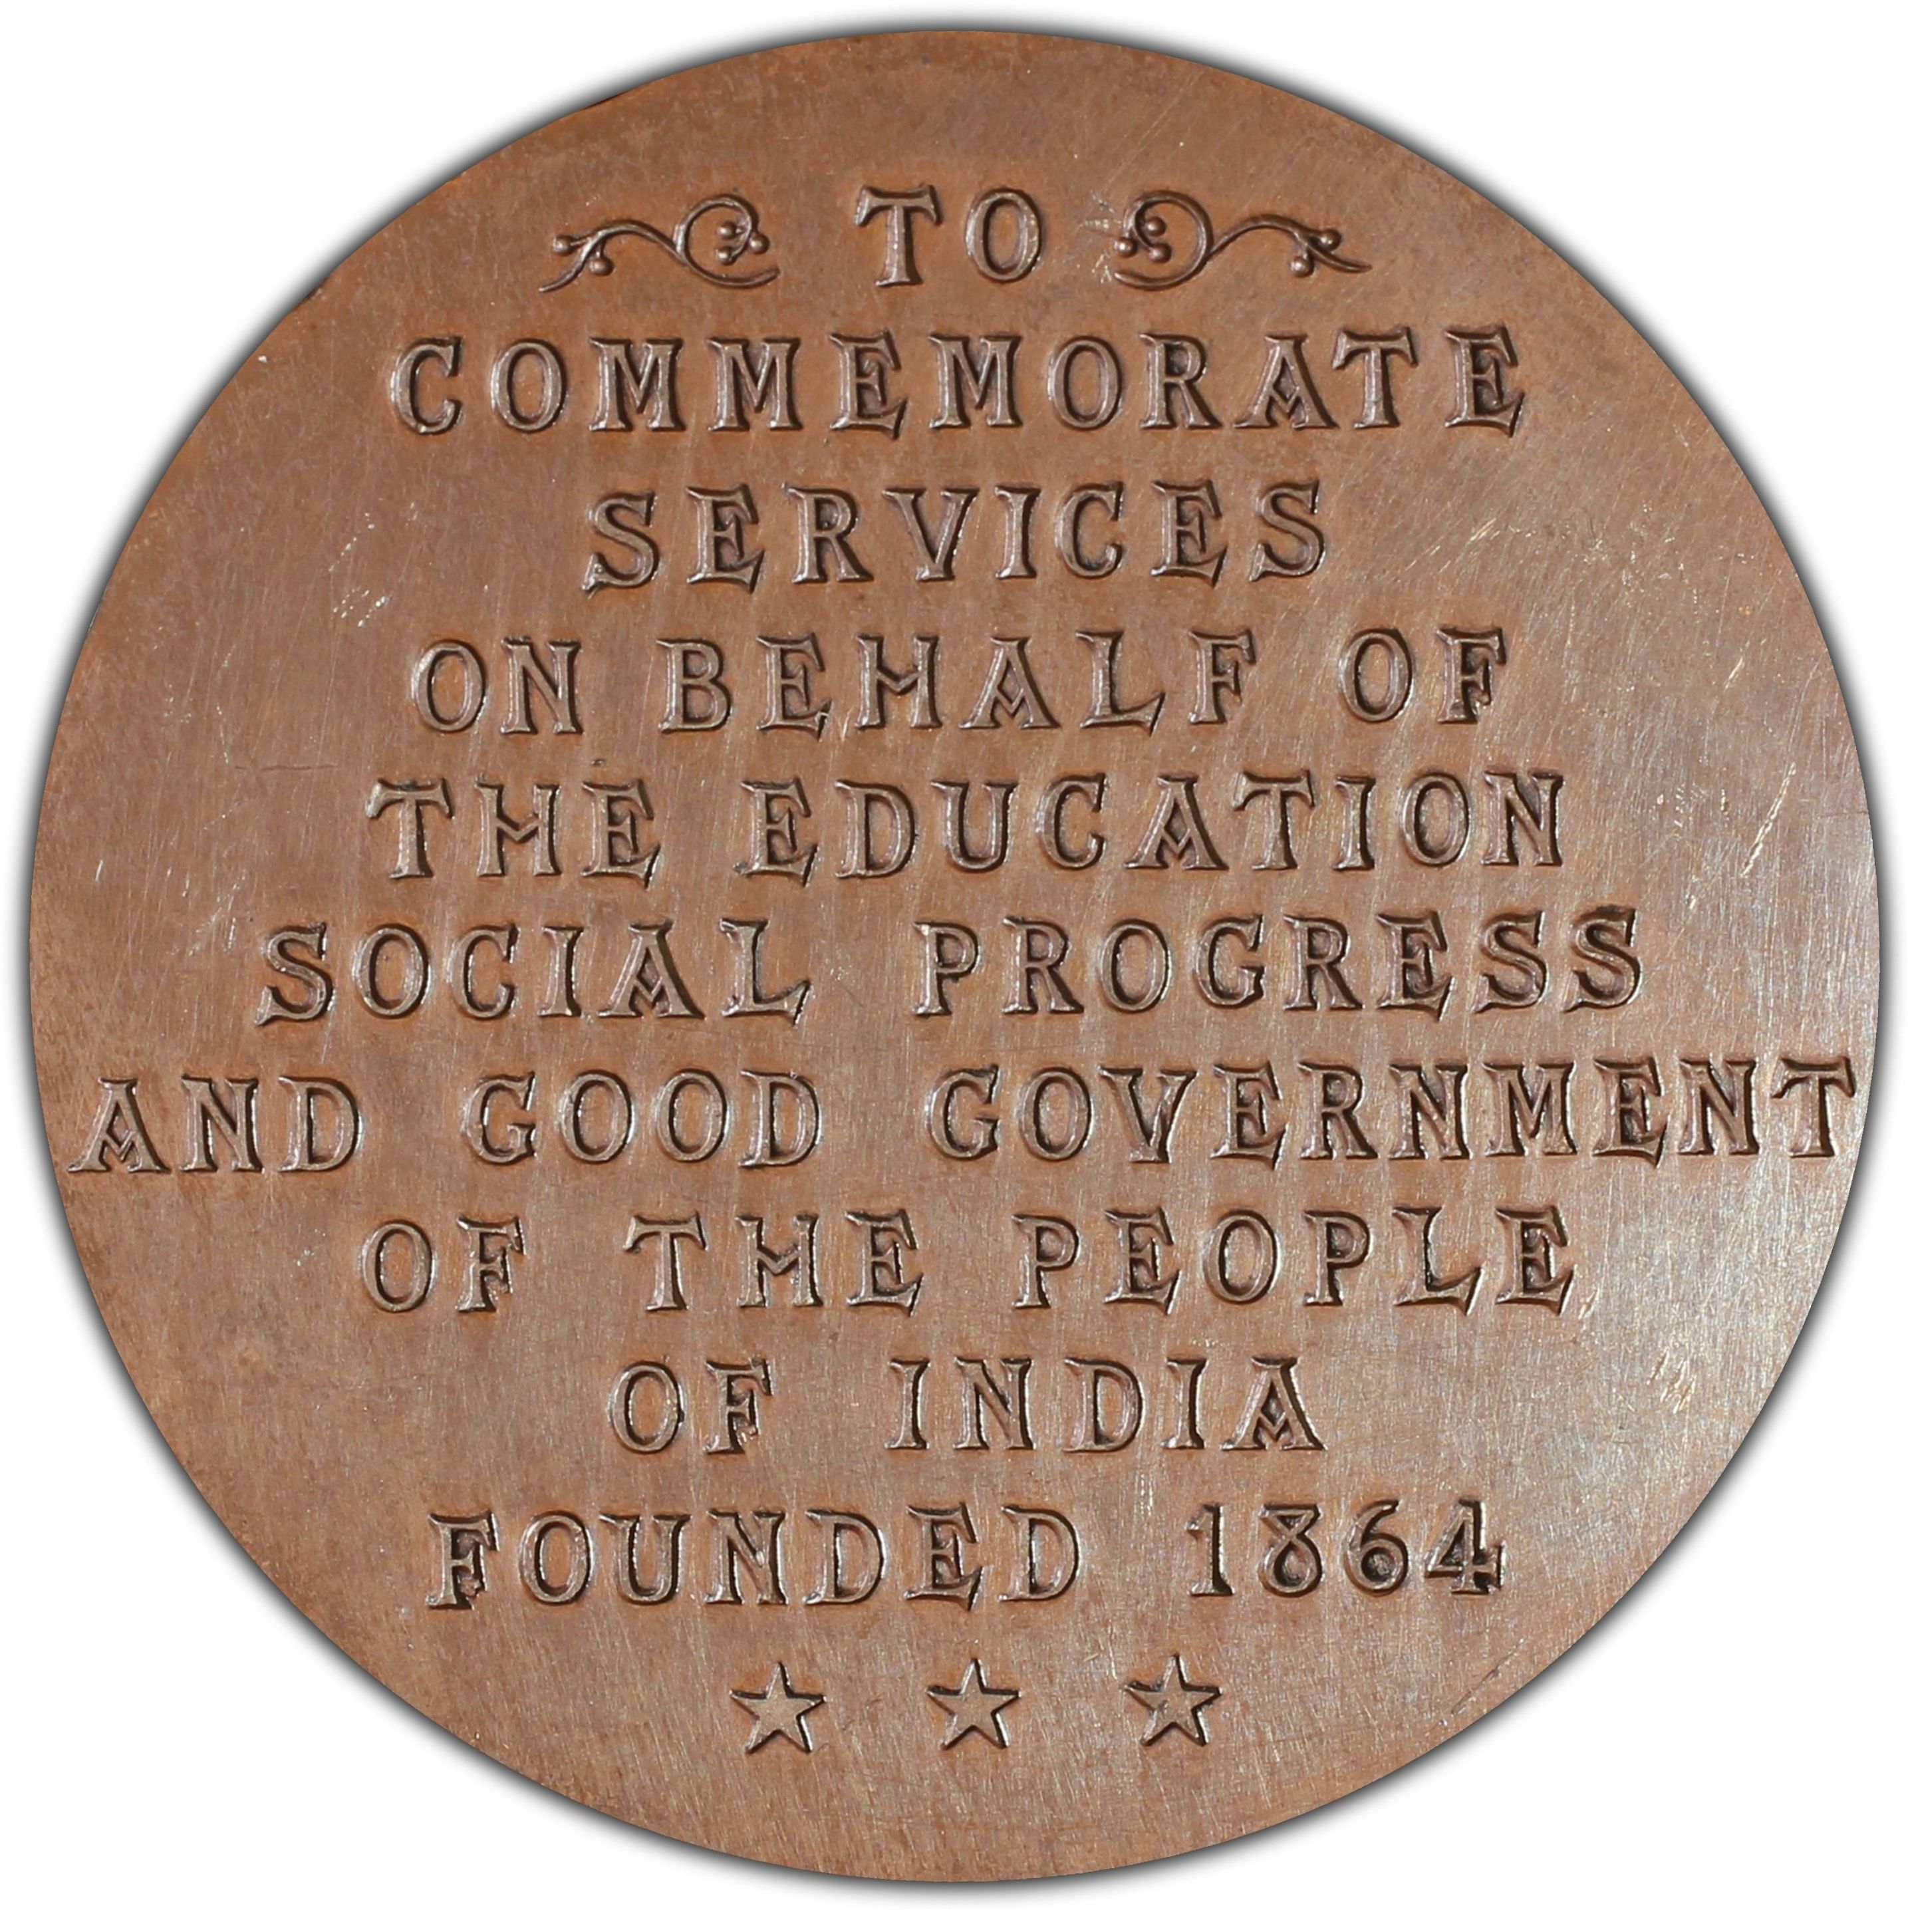 TO
COMMEMORATE
SERVICES
ON BEHALF OF
THE EDUCATION
SOCIAL PROGRESS
AND GOOD GOVERNMENT
OF THE PEOPLE
OF INDIA
FOUNDED 1864